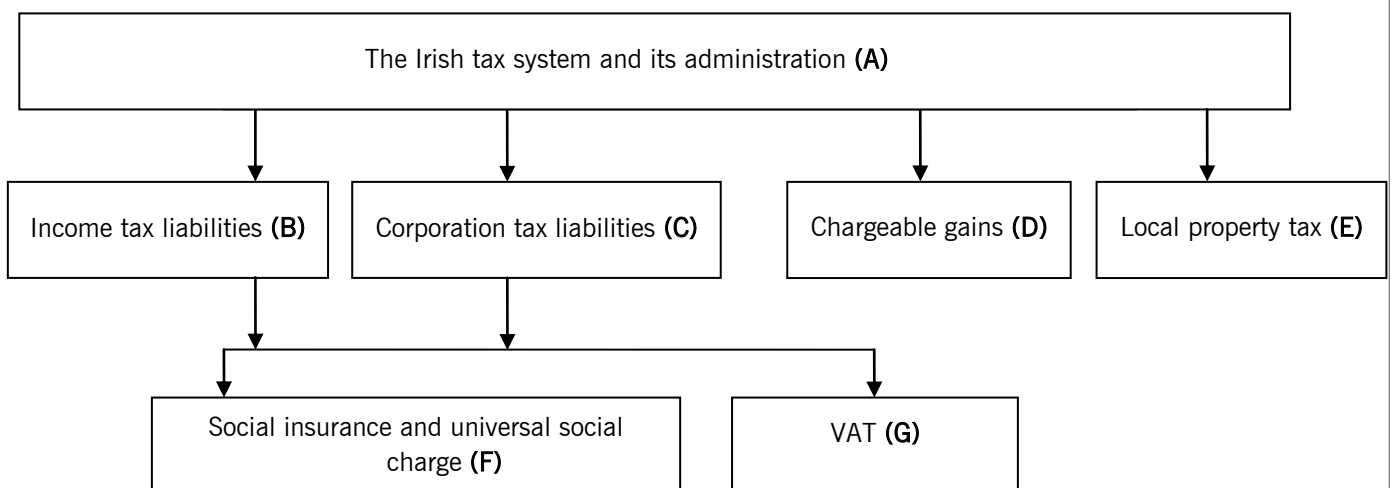 The Irish tax system and its administration (A)
Income tax liabilities (B)
Corporation tax liabilities (C)
Chargeable gains (D)
Local property tax (E)
Social insurance and universal social
charge (F)
VAT (G)